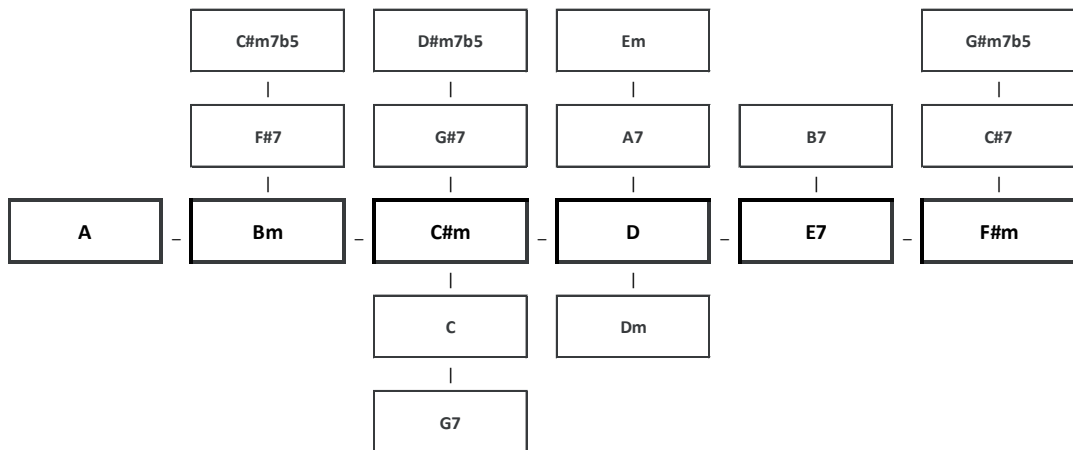 C#m7b5 D#m7b5 Em G#m7b5
| | | |
F#7 G#7 A7 B7 C#7
| | | | |
A – Bm – C#m – D – E7 – F#m
| |
C Dm
|
G7